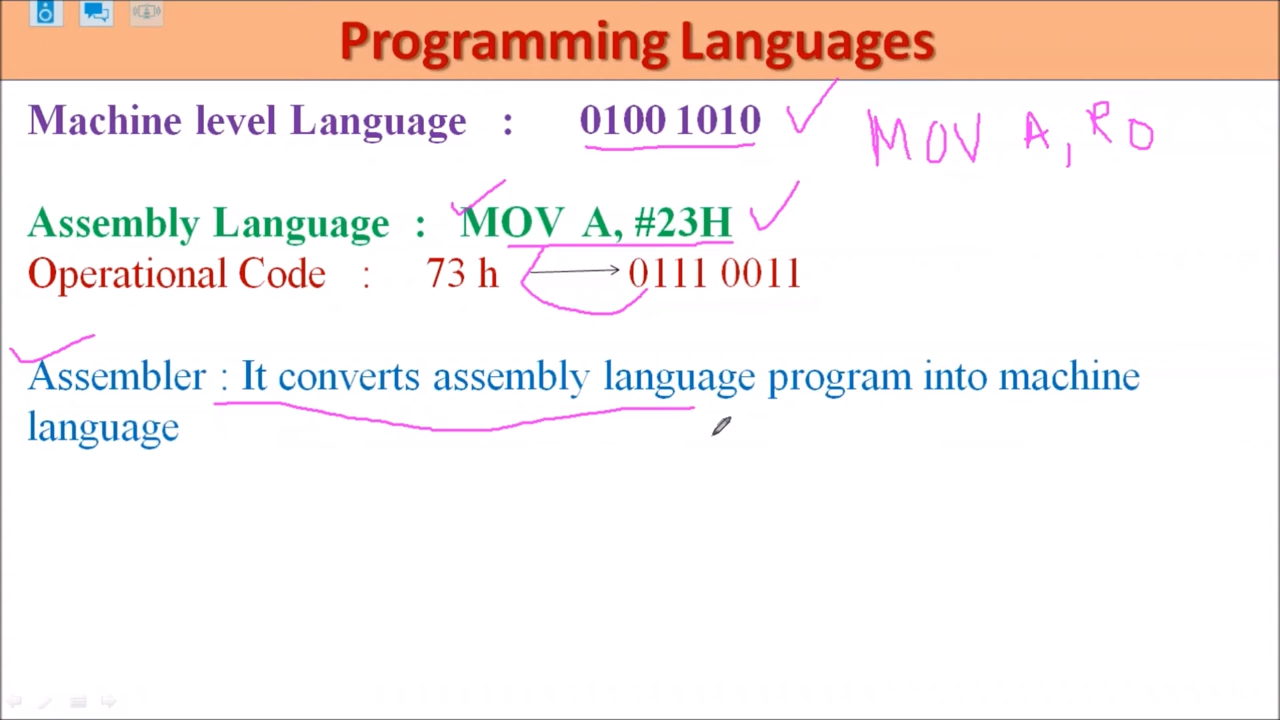 Programming Languages
Machine level Language : 0100 1010 MOV A, R0
Assembly Language : MOV A, #23H
Operational Code : 73 h 0111 0011
Assembler : It converts assembly language program into machine
language